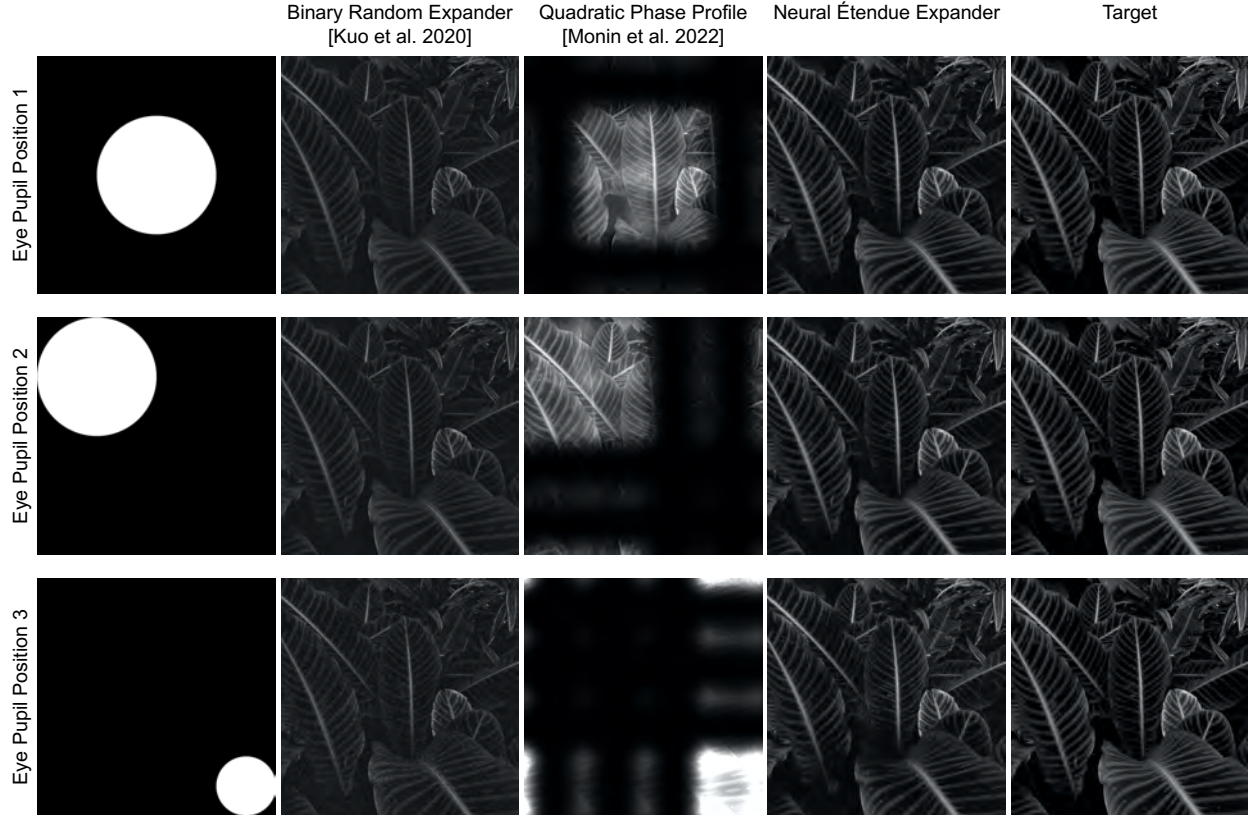 Binary Random Expander
[Kuo et al. 2020]
Quadratic Phase Profile
[Monin et al. 2022]
Neural Étendue Expander
Target
Eye Pupil Position 1
Eye Pupil Position 2
Eye Pupil Position 3